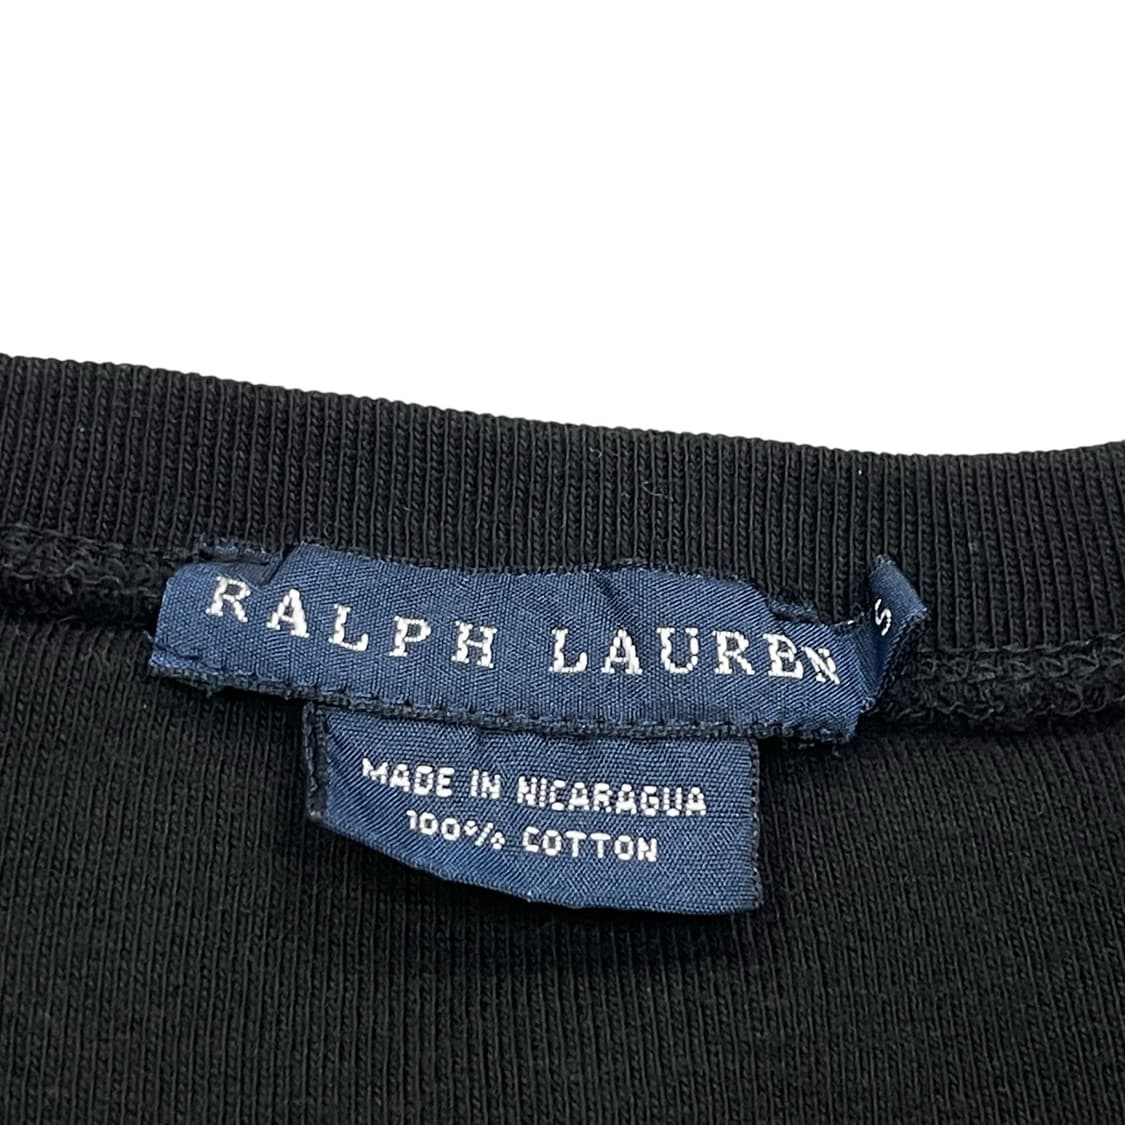 RALPH LAUREN
S
MADE IN NICARAGUA
100% COTTON